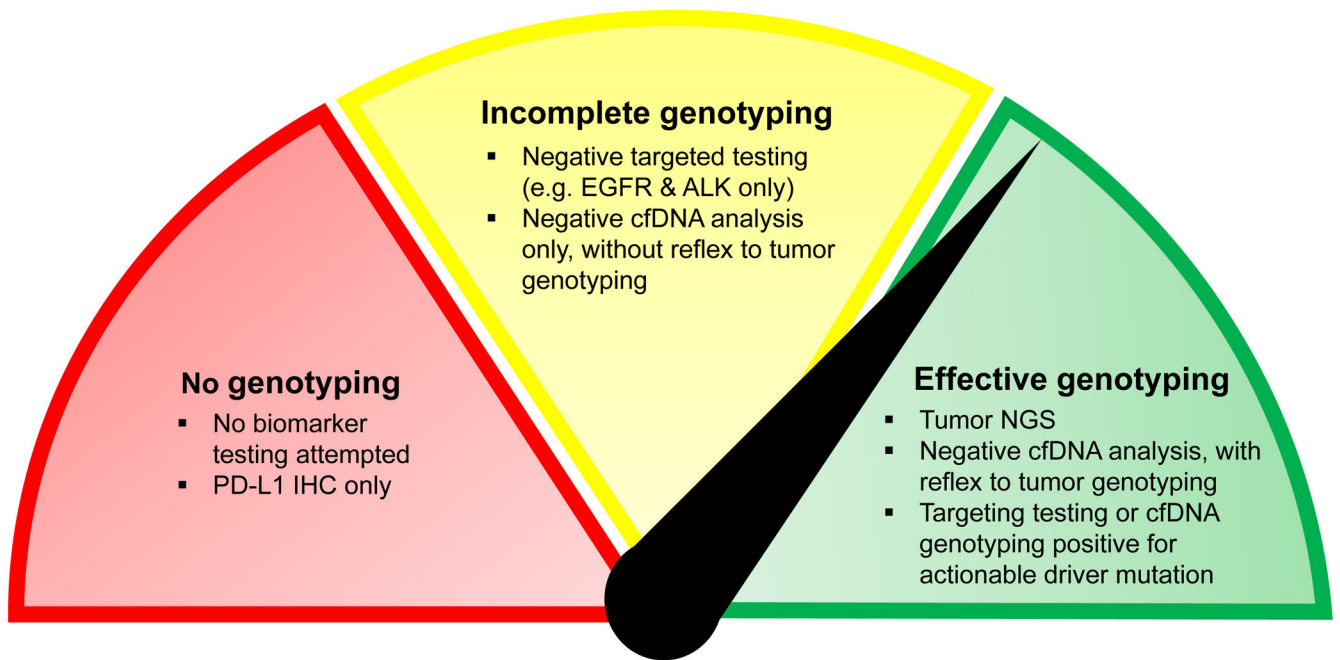 Incomplete genotyping
▪ Negative targeted testing
(e.g. EGFR & ALK only)
▪ Negative cfDNA analysis
only, without reflex to tumor
genotyping
No genotyping
▪ No biomarker
testing attempted
▪ PD-L1 IHC only
Effective genotyping
▪ Tumor NGS
▪ Negative cfDNA analysis, with
reflex to tumor genotyping
▪ Targeting testing or cfDNA
genotyping positive for
actionable driver mutation